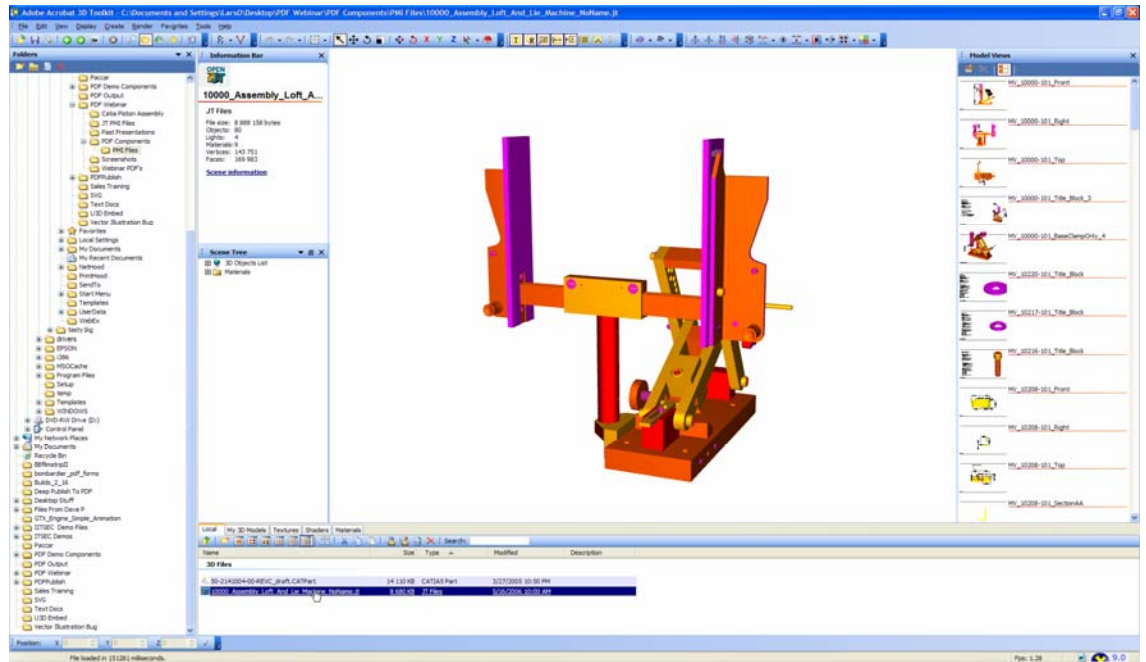 Adobe Acrobat 3D Toolkit - C:\Documents and Settings\LarsO\Desktop\PDF Webinar\PDF Components\PMI Files\10000_Assembly_Loft_And_Lie_Machine_NoName.jt
File Edit View Display Create Render Favorites Tools Help
Folders
Paccar
PDF Demo Components
PDF Output
PDF Webinar
Catia Piston Assembly
JT PMI Files
Past Presentations
PDF Components
PMI Files
Screenshots
Webinar PDF's
PDFPublish
Sales Training
SVG
Text Docs
U3D Embed
Vector Illustration Bug
Favorites
Local Settings
My Documents
My Recent Documents
NetHood
PrintHood
SendTo
Start Menu
Templates
UserData
WebEx
drivers
EPSON
i386
MSOCache
Program Files
Setup
temp
Templates
WINDOWS
DVD-RW Drive (D:)
Control Panel
My Network Places
My Documents
Recycle Bin
BBfilmstripII
bombardier_pdf_forms
Builds_2_16
Deep Publish To PDF
Desktop Stuff
Files From Dave P
GTX_Engine_Simple_Animation
ITSEC Demo Files
ITSEC Demos
Paccar
PDF Demo Components
PDF Output
PDF Webinar
PDFPublish
Sales Training
SVG
Text Docs
U3D Embed
Vector Illustration Bug
Information Bar
OPEN
10000_Assembly_Loft_A...
JT Files
File size: 8 888 158 bytes
Objects: 80
Lights: 4
Materials: 9
Vertices: 143 751
Faces: 169 983
Scene information
Scene Tree
3D Objects List
Materials
Model Views
MV_10000-101_Front
MV_10000-101_Right
MV_10000-101_Top
MV_10000-101_Title_Block_3
MV_10000-101_BaseClampOnly_4
MV_10220-101_Title_Block
MV_10217-101_Title_Block
MV_10216-101_Title_Block
MV_10208-101_Front
MV_10208-101_Right
MV_10208-101_Top
MV_10208-101_SectionAA
Local My 3D Models Textures Shaders Materials
Search:
Name Size Type Modified Description
3D Files
50-2141004-00-REVC_draft.CATPart 14 110 KB CATIA5 Part 3/27/2005 10:50 PM
10000_Assembly_Loft_And_Lie_Machine_NoName.jt 8 680 KB JT Files 5/16/2006 10:00 AM
Position: X Y Z
File loaded in 151281 milliseconds.
Fps: 1.28
9.0